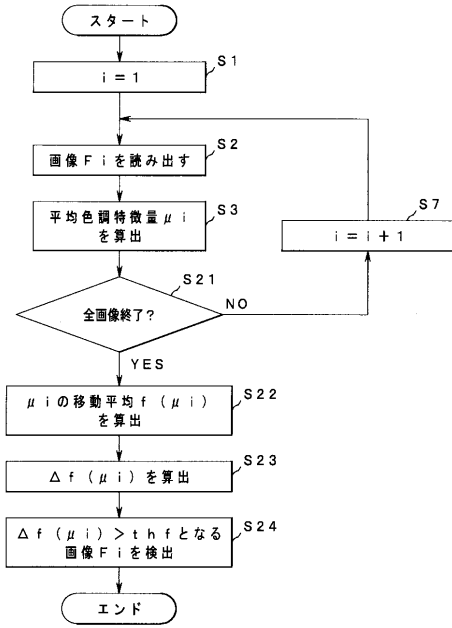 スタート
S1
i=1
S2
画像Fiを読み出す
S3
平均色調特徴量μi
を算出
S7
i=i+1
S21
全画像終了?
NO
YES
μiの移動平均f(μi)
を算出
S22
△f(μi)を算出
S23
△f(μi)>thfとなる
画像Fiを検出
S24
エンド